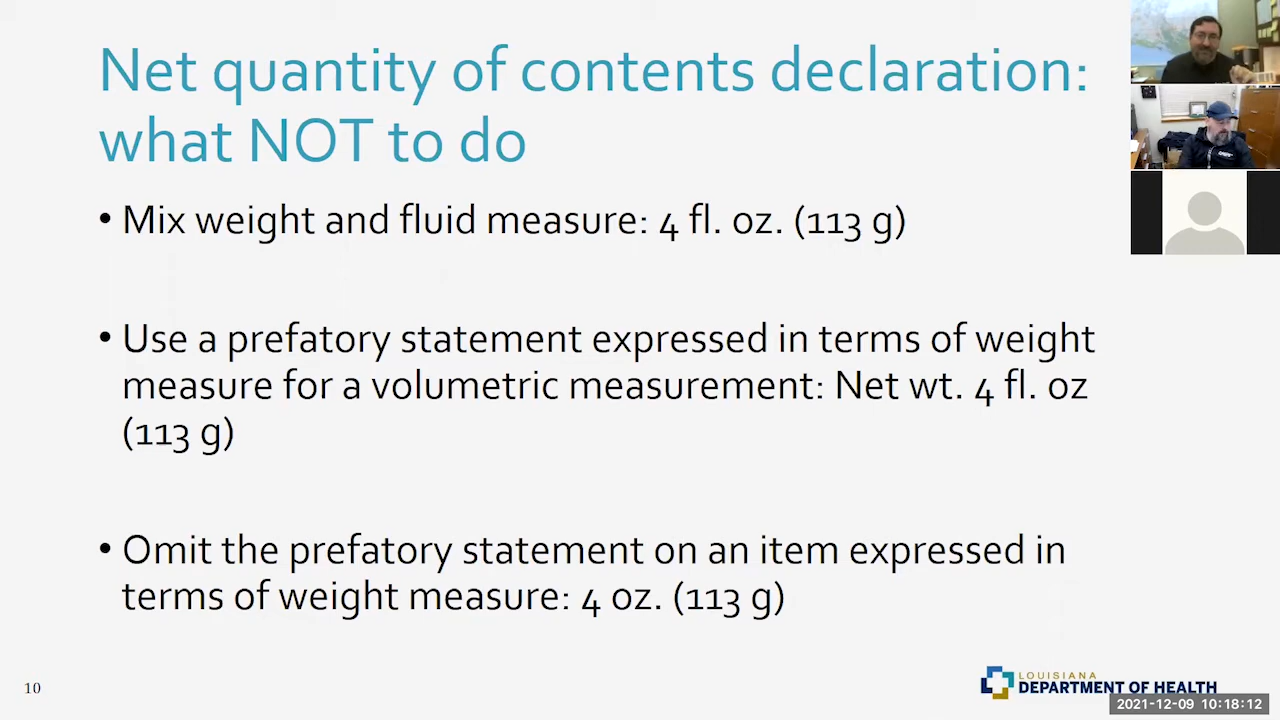 Net quantity of contents declaration:
what NOT to do
• Mix weight and fluid measure: 4 fl. oz. (113 g)
• Use a prefatory statement expressed in terms of weight
measure for a volumetric measurement: Net wt. 4 fl. oz
(113 g)
• Omit the prefatory statement on an item expressed in
terms of weight measure: 4 oz. (113 g)
10
LOUISIANA
DEPARTMENT OF HEALTH
2021-12-09 10:18:12